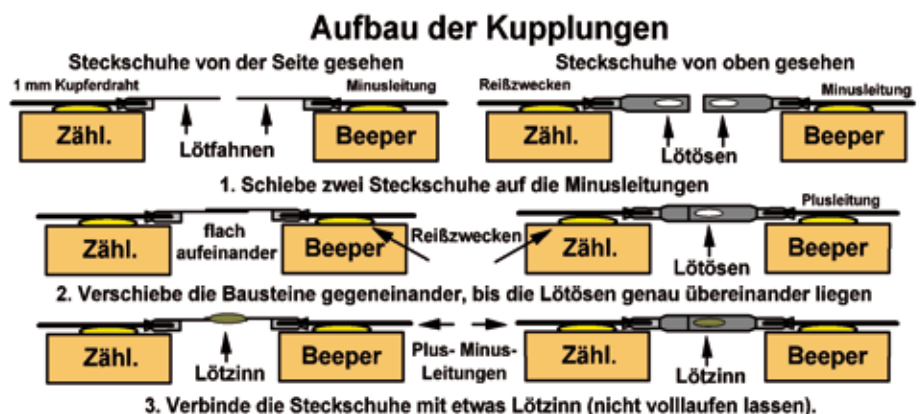 Aufbau der Kupplungen
Steckschuhe von der Seite gesehen
Steckschuhe von oben gesehen
1 mm Kupferdraht
Minusleitung
Reißzwecken
Minusleitung
Zähl.
Lötfahnen
Beeper
Zähl.
Lötösen
Beeper
1. Schiebe zwei Steckschuhe auf die Minusleitungen
Plusleitung
Zähl.
flach
aufeinander
Beeper
Reißzwecken
Zähl.
Lötösen
Beeper
2. Verschiebe die Bausteine gegeneinander, bis die Lötösen genau übereinander liegen
Zähl.
Lötzinn
Beeper
Plus- Minus-
Leitungen
Zähl.
Lötzinn
Beeper
3. Verbinde die Steckschuhe mit etwas Lötzinn (nicht volllaufen lassen).